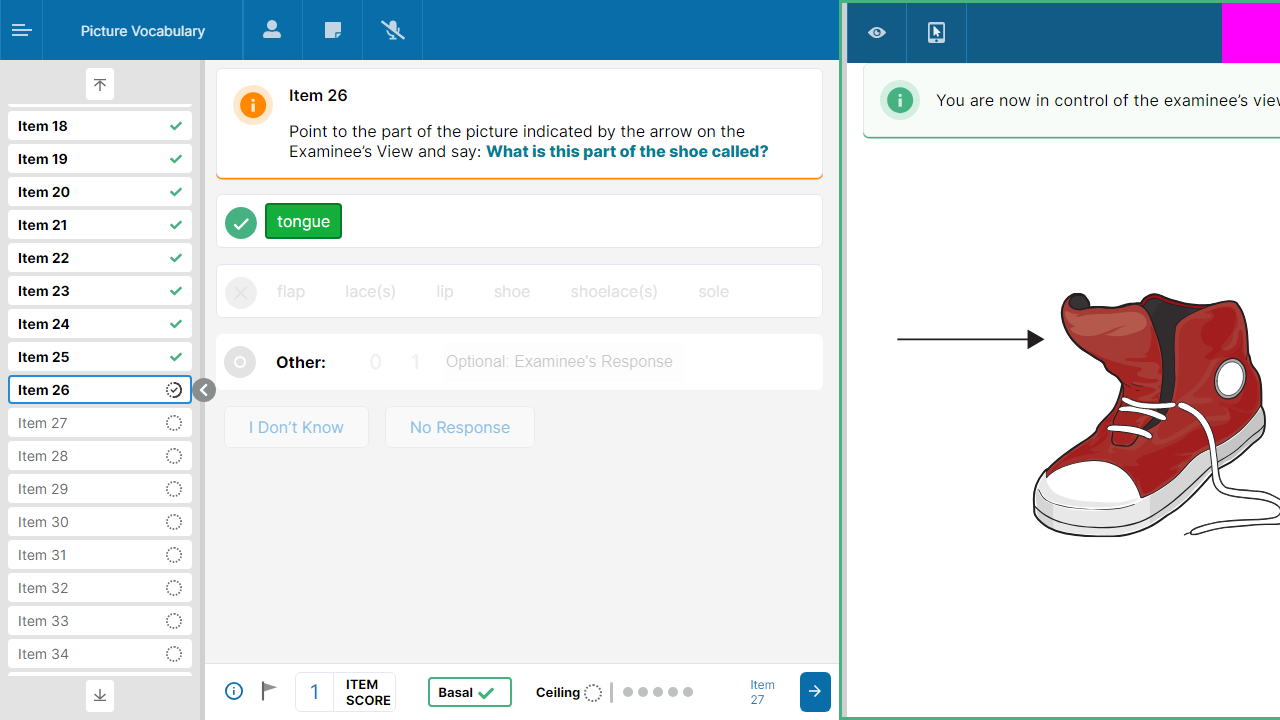 Picture Vocabulary
Item 18
Item 19
Item 20
Item 21
Item 22
Item 23
Item 24
Item 25
Item 26
Item 27
Item 28
Item 29
Item 30
Item 31
Item 32
Item 33
Item 34
Item 26
Point to the part of the picture indicated by the arrow on the
Examinee’s View and say: What is this part of the shoe called?
tongue
flap lace(s) lip shoe shoelace(s) sole
Other: 0 1 Optional: Examinee's Response
I Don’t Know No Response
1 ITEM SCORE
Basal
Ceiling
Item 27
You are now in control of the examinee’s view